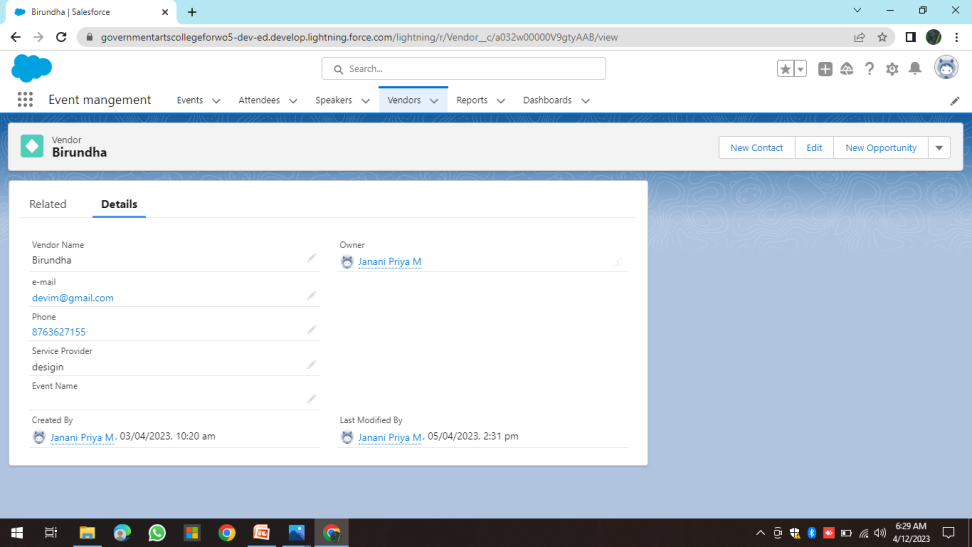 Birundha | Salesforce
governmentartscollegeforwo5-dev-ed.develop.lightning.force.com/lightning/r/Vendor__c/a032w00000V9gtyAAB/view
Search...
Event mangement Events Attendees Speakers Vendors Reports Dashboards
Vendor
Birundha
New Contact Edit New Opportunity
Related Details
Vendor Name
Birundha
Owner
Janani Priya M
e-mail
devim@gmail.com
Phone
8763627155
Service Provider
desigin
Event Name
Created By
Janani Priya M, 03/04/2023, 10:20 am
Last Modified By
Janani Priya M, 05/04/2023, 2:31 pm
6:29 AM
4/12/2023